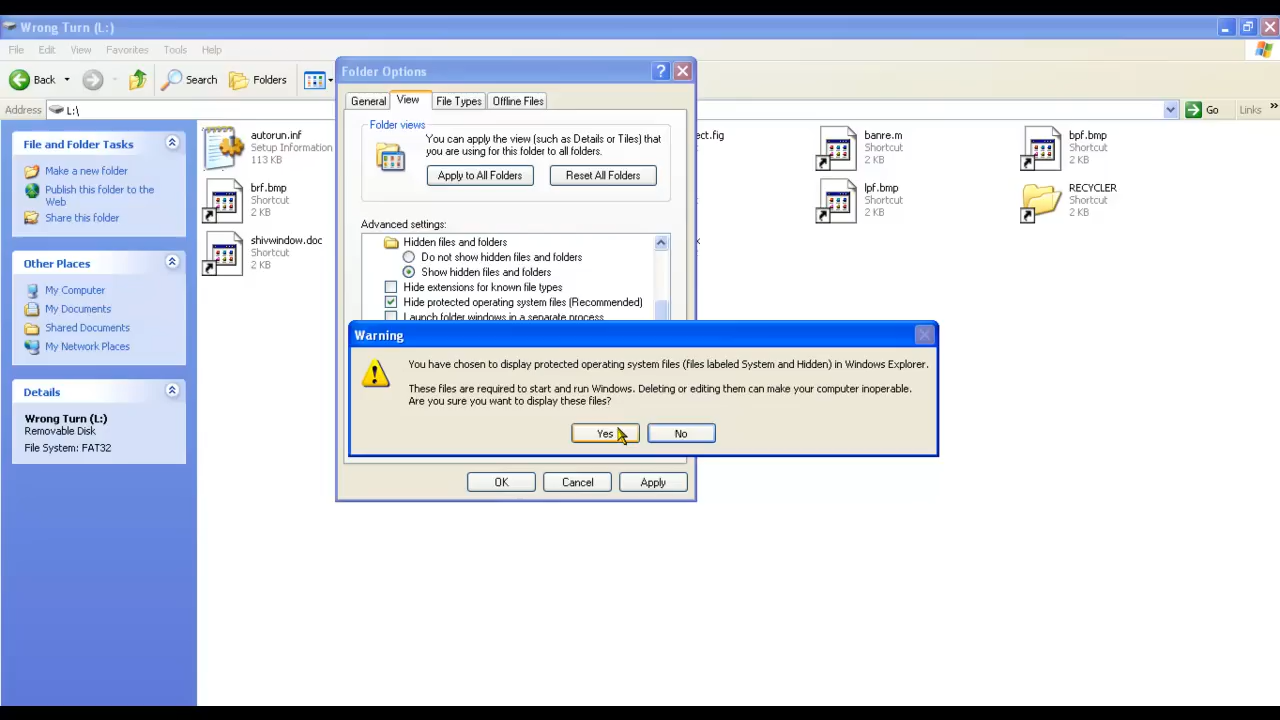 Wrong Turn (L:)
File Edit View Favorites Tools Help
Back Search Folders
Address L:\ Go Links
File and Folder Tasks
Make a new folder
Publish this folder to the
Web
Share this folder
Other Places
My Computer
My Documents
Shared Documents
My Network Places
Details
Wrong Turn (L:)
Removable Disk
File System: FAT32
autorun.inf
Setup Information
113 KB
brf.bmp
Shortcut
2 KB
shivwindow.doc
Shortcut
2 KB
Folder Options
General View File Types Offline Files
Folder views
You can apply the view (such as Details or Tiles) that
you are using for this folder to all folders.
Apply to All Folders Reset All Folders
Advanced settings:
Hidden files and folders
Do not show hidden files and folders
Show hidden files and folders
Hide extensions for known file types
Hide protected operating system files (Recommended)
Launch folder windows in a separate process
Warning
You have chosen to display protected operating system files (files labeled System and Hidden) in Windows Explorer.
These files are required to start and run Windows. Deleting or editing them can make your computer inoperable.
Are you sure you want to display these files?
Yes No
OK Cancel Apply
ct.fig
banre.m
Shortcut
2 KB
lpf.bmp
Shortcut
2 KB
bpf.bmp
Shortcut
2 KB
RECYCLER
Shortcut
2 KB